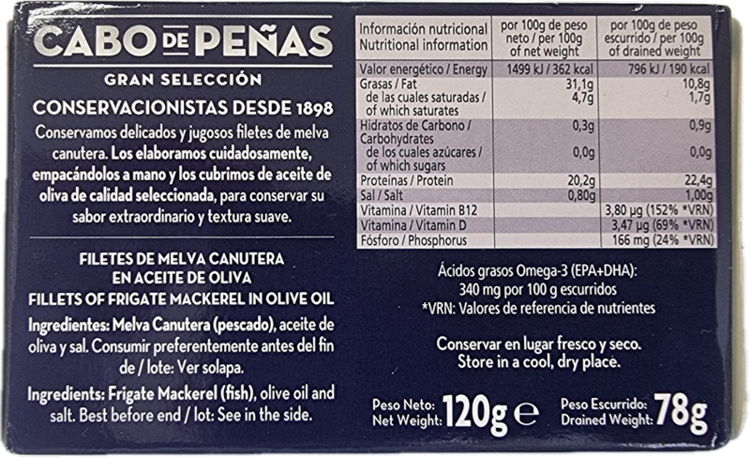 CABO DE PEÑAS
GRAN SELECCIÓN
CONSERVACIONISTAS DESDE 1898
Conservamos delicados y jugosos filetes de melva
canutera. Los elaboramos cuidadosamente,
empacándolos a mano y los cubrimos de aceite de
oliva de calidad seleccionada, para conservar su
sabor extraordinario y textura suave.
FILETES DE MELVA CANUTERA
EN ACEITE DE OLIVA
FILLETS OF FRIGATE MACKEREL IN OLIVE OIL
Ingredientes: Melva Canutera (pescado), aceite de
oliva y sal. Consumir preferentemente antes del fin
de / lote: Ver solapa.
Ingredients: Frigate Mackerel (fish), olive oil and
salt. Best before end / lot: See in the side.
Información nutricional
Nutritional information
por 100g de peso
neto / per 100g
of net weight
por 100g de peso
escurrido / per 100g
of drained weight
Valor energético / Energy 1499 kJ / 362 kcal 796 kJ / 190 kcal
Grasas / Fat 31,1g 10,8g
de las cuales saturadas / 4,7g 1,7g
of which saturates
Hidratos de Carbono / 0,3g 0,9g
Carbohydrates
de los cuales azúcares / 0,0g 0,0g
of which sugars
Proteínas / Protein 20,2g 22,4g
Sal / Salt 0,80g 1,00g
Vitamina / Vitamin B12 3,80 µg (152% *VRN)
Vitamina / Vitamin D 3,47 µg (69% *VRN)
Fósforo / Phosphorus 166 mg (24% *VRN)
Ácidos grasos Omega-3 (EPA+DHA):
340 mg por 100 g escurridos
*VRN: Valores de referencia de nutrientes
Conservar en lugar fresco y seco.
Store in a cool, dry place.
Peso Neto:
Net Weight: 120g e
Peso Escurrido:
Drained Weight: 78g